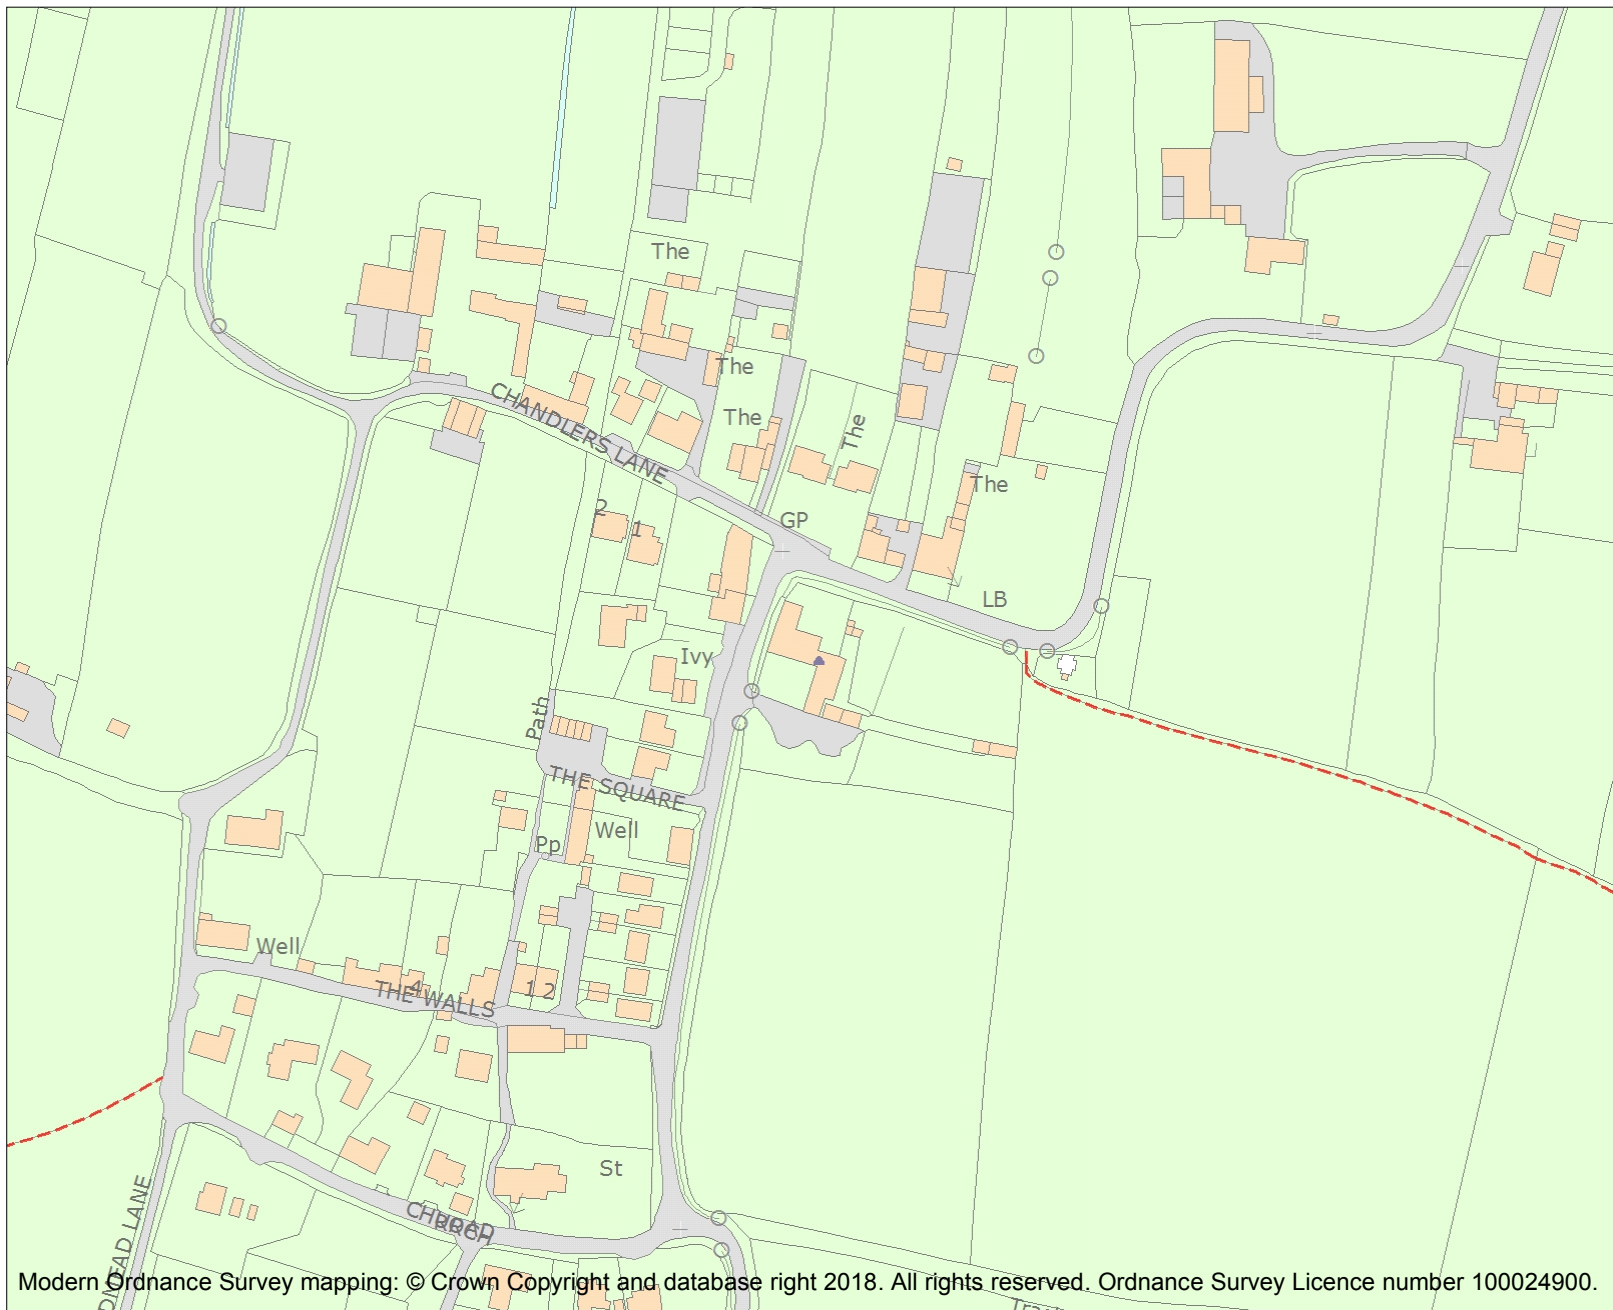 The
The
The
CHANDLERS LANE
The
The
GP
2
1
LB
Ivy
Path
THE SQUARE
Well
Pp
Well
4
THE WALLS
1 2
St
CHURCH
ROAD
Modern Ordnance Survey mapping: © Crown Copyright and database right 2018. All rights reserved. Ordnance Survey Licence number 100024900.